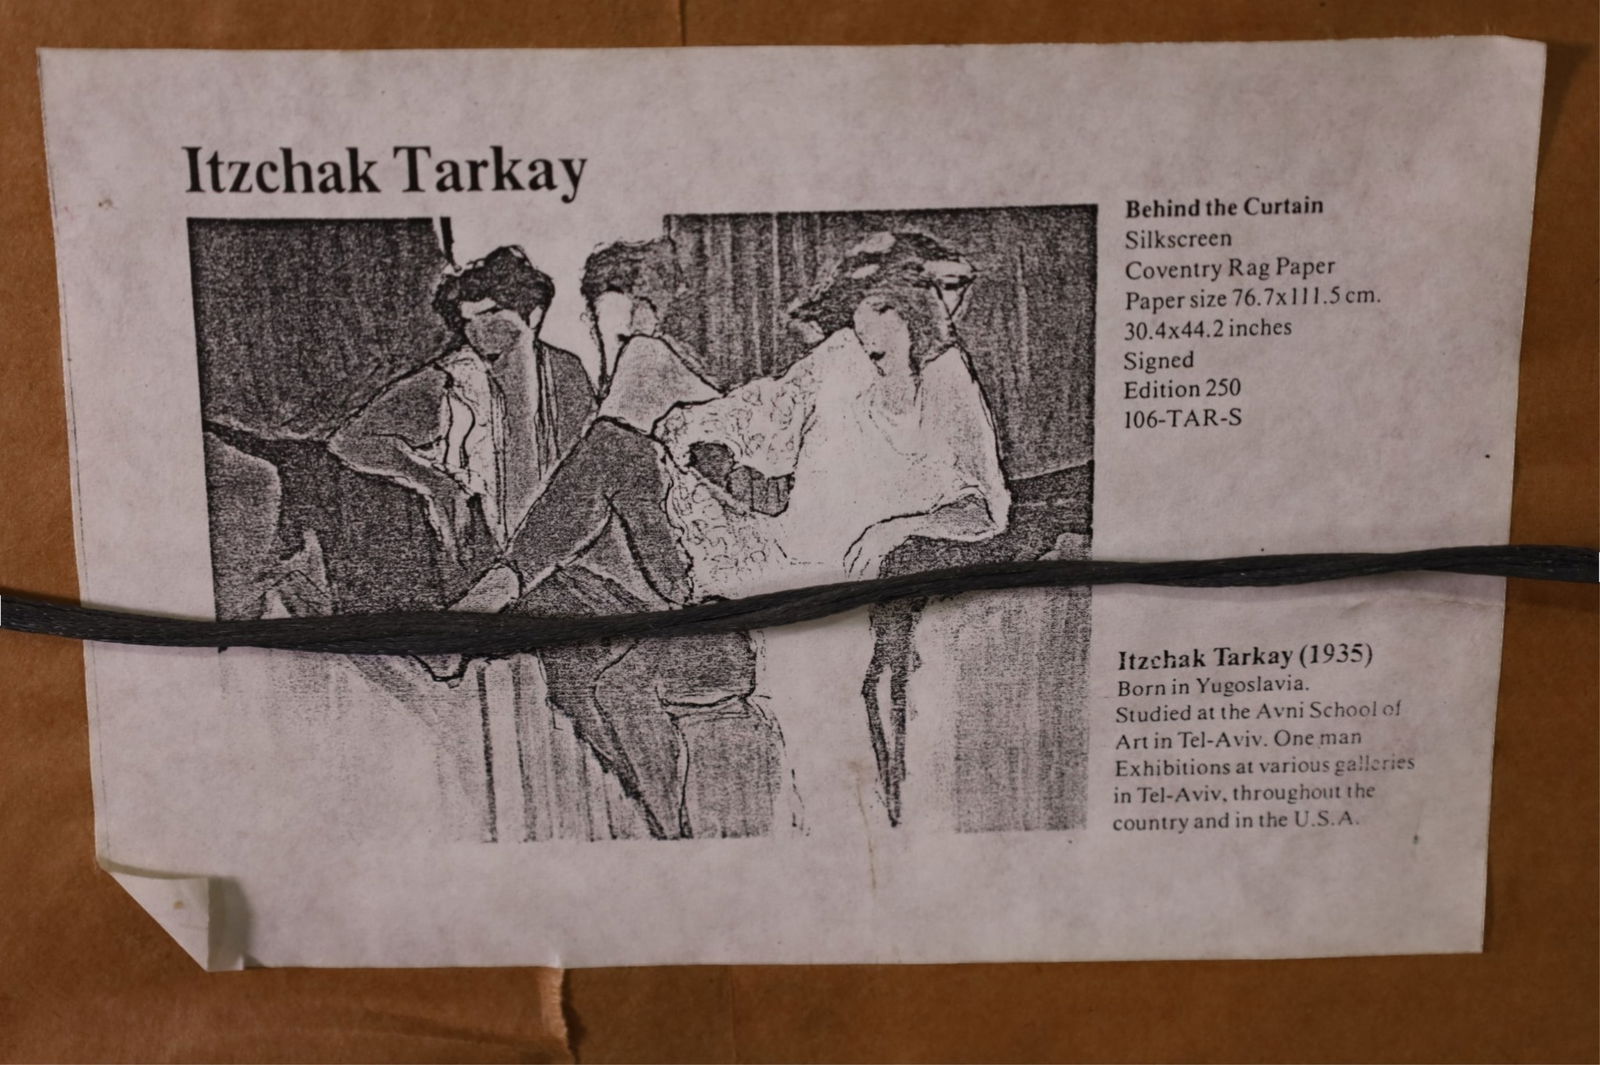 Itzchak Tarkay
Behind the Curtain
Silkscreen
Coventry Rag Paper
Paper size 76.7x111.5 cm.
30.4x44.2 inches
Signed
Edition 250
106-TAR-S
Itzchak Tarkay (1935)
Born in Yugoslavia.
Studied at the Avni School of
Art in Tel-Aviv. One man
Exhibitions at various galleries
in Tel-Aviv, throughout the
country and in the U.S.A.